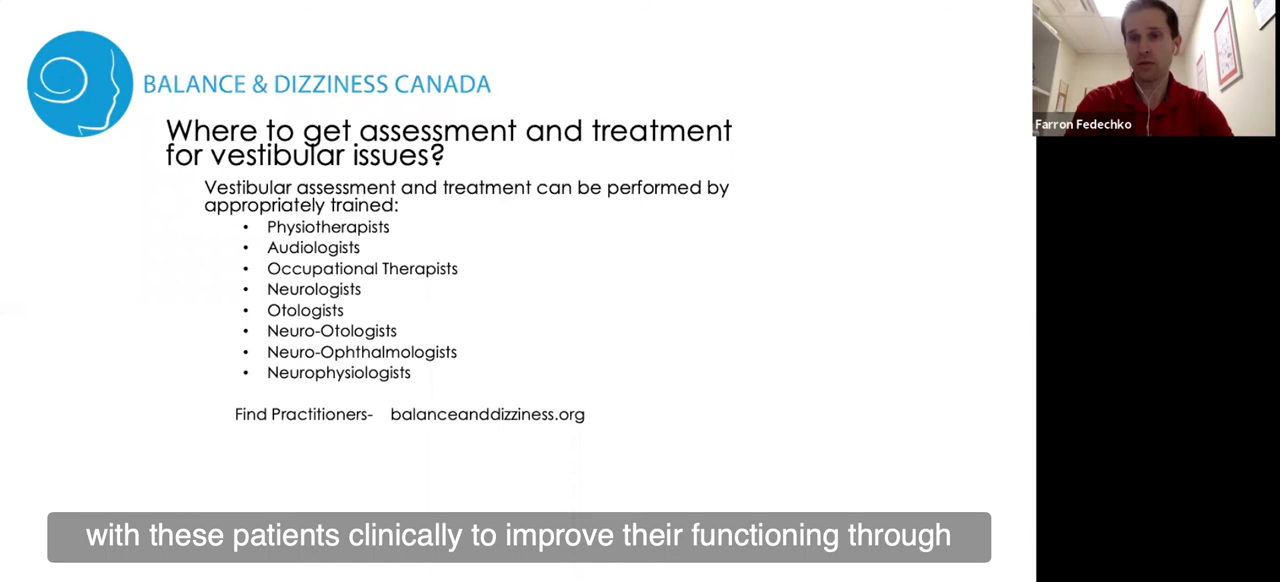 BALANCE & DIZZINESS CANADA
Where to get assessment and treatment
for vestibular issues?
Vestibular assessment and treatment can be performed by
appropriately trained:
• Physiotherapists
• Audiologists
• Occupational Therapists
• Neurologists
• Otologists
• Neuro-Otologists
• Neuro-Ophthalmologists
• Neurophysiologists
Find Practitioners- balanceanddizziness.org
with these patients clinically to improve their functioning through
Farron Fedechko